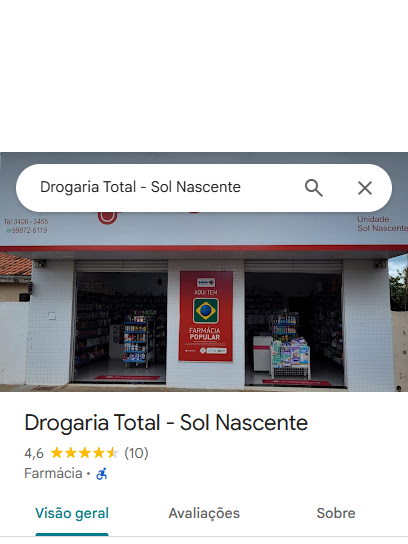 Drogaria Total - Sol Nascente
Tel: 3406-3465
99872-6119
Unidade
Sol Nascente
AQUI TEM
FARMÁCIA
POPULAR
Drogaria Total - Sol Nascente
4,6 (10)
Farmácia ·
Visão geral
Avaliações
Sobre